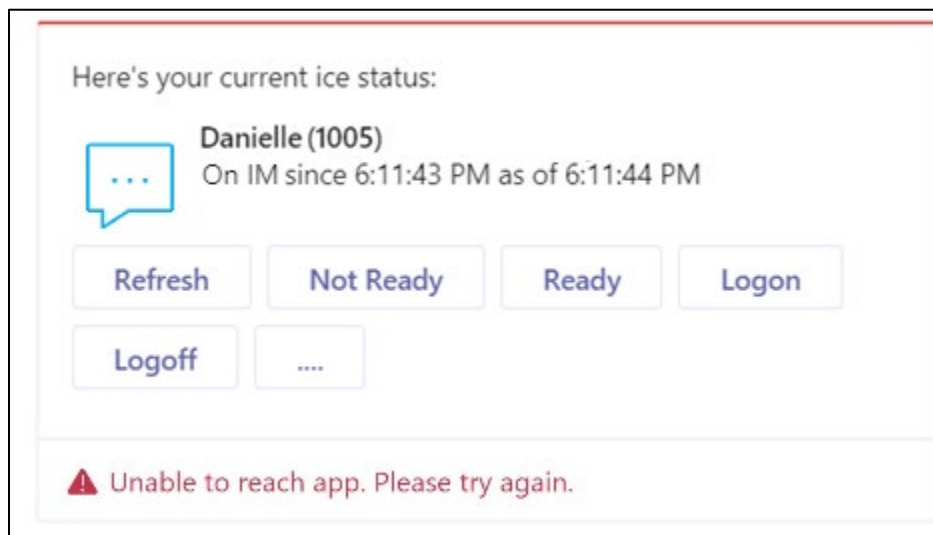 Here's your current ice status:
Danielle (1005)
On IM since 6:11:43 PM as of 6:11:44 PM
Refresh Not Ready Ready Logon
Logoff ....
Unable to reach app. Please try again.